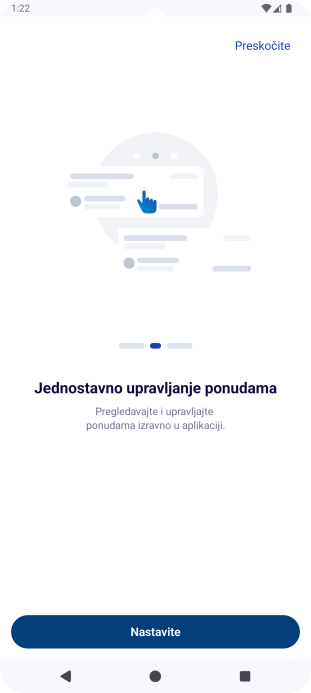 1:22
Preskočite
Jednostavno upravljanje ponudama
Pregledavajte i upravljajte
ponudama izravno u aplikaciji.
Nastavite